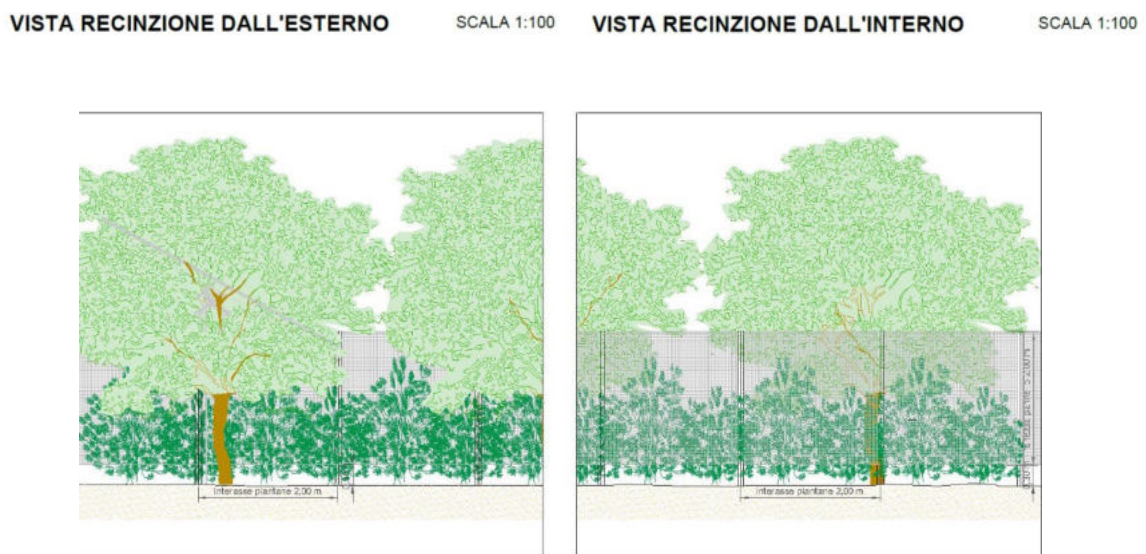 VISTA RECINZIONE DALL'ESTERNO
SCALA 1:100
VISTA RECINZIONE DALL'INTERNO
SCALA 1:100
Interasse piantane 2,00 m
Interasse piantane 2,00 m